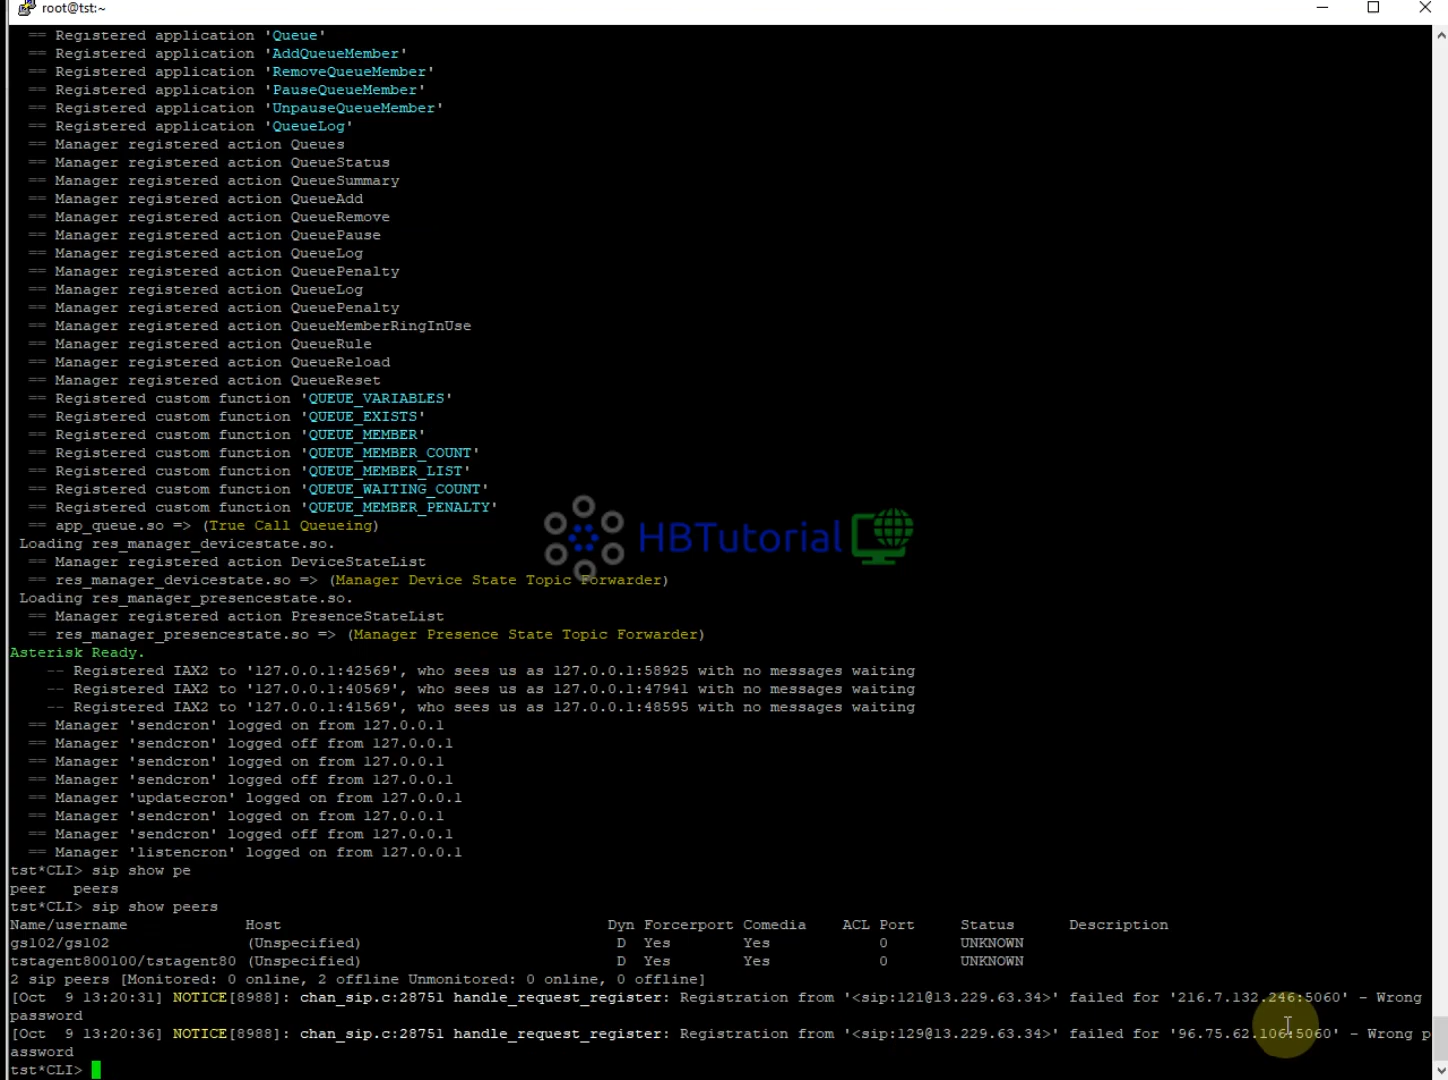 root@tst:~
== Registered application 'Queue'
== Registered application 'AddQueueMember'
== Registered application 'RemoveQueueMember'
== Registered application 'PauseQueueMember'
== Registered application 'UnpauseQueueMember'
== Registered application 'QueueLog'
== Manager registered action Queues
== Manager registered action QueueStatus
== Manager registered action QueueSummary
== Manager registered action QueueAdd
== Manager registered action QueueRemove
== Manager registered action QueuePause
== Manager registered action QueueLog
== Manager registered action QueuePenalty
== Manager registered action QueueLog
== Manager registered action QueuePenalty
== Manager registered action QueueMemberRingInUse
== Manager registered action QueueRule
== Manager registered action QueueReload
== Manager registered action QueueReset
== Registered custom function 'QUEUE_VARIABLES'
== Registered custom function 'QUEUE_EXISTS'
== Registered custom function 'QUEUE_MEMBER'
== Registered custom function 'QUEUE_MEMBER_COUNT'
== Registered custom function 'QUEUE_MEMBER_LIST'
== Registered custom function 'QUEUE_WAITING_COUNT'
== Registered custom function 'QUEUE_MEMBER_PENALTY'
== app_queue.so => (True Call Queueing)
HBTutorial
Loading res_manager_devicestate.so.
== Manager registered action DeviceStateList
== res_manager_devicestate.so => (Manager Device State Topic Forwarder)
Loading res_manager_presencestate.so.
== Manager registered action PresenceStateList
== res_manager_presencestate.so => (Manager Presence State Topic Forwarder)
Asterisk Ready.
-- Registered IAX2 to '127.0.0.1:42569', who sees us as 127.0.0.1:58925 with no messages waiting
-- Registered IAX2 to '127.0.0.1:40569', who sees us as 127.0.0.1:47941 with no messages waiting
-- Registered IAX2 to '127.0.0.1:41569', who sees us as 127.0.0.1:48595 with no messages waiting
== Manager 'sendcron' logged on from 127.0.0.1
== Manager 'sendcron' logged off from 127.0.0.1
== Manager 'sendcron' logged on from 127.0.0.1
== Manager 'sendcron' logged off from 127.0.0.1
== Manager 'updatecron' logged on from 127.0.0.1
== Manager 'sendcron' logged on from 127.0.0.1
== Manager 'sendcron' logged off from 127.0.0.1
== Manager 'listencron' logged on from 127.0.0.1
tst*CLI> sip show pe
peer peers
tst*CLI> sip show peers
Name/username Host Dyn Forcerport Comedia ACL Port Status Description
gs102/gs102 (Unspecified) D Yes Yes 0 UNKNOWN
tstagent800100/tstagent80 (Unspecified) D Yes Yes 0 UNKNOWN
2 sip peers [Monitored: 0 online, 2 offline Unmonitored: 0 online, 0 offline]
[Oct 9 13:20:31] NOTICE[8988]: chan_sip.c:28751 handle_request_register: Registration from '<sip:121@13.229.63.34>' failed for '216.7.132.246:5060' - Wrong
password
[Oct 9 13:20:36] NOTICE[8988]: chan_sip.c:28751 handle_request_register: Registration from '<sip:129@13.229.63.34>' failed for '96.75.62.106:5060' - Wrong p
assword
tst*CLI>